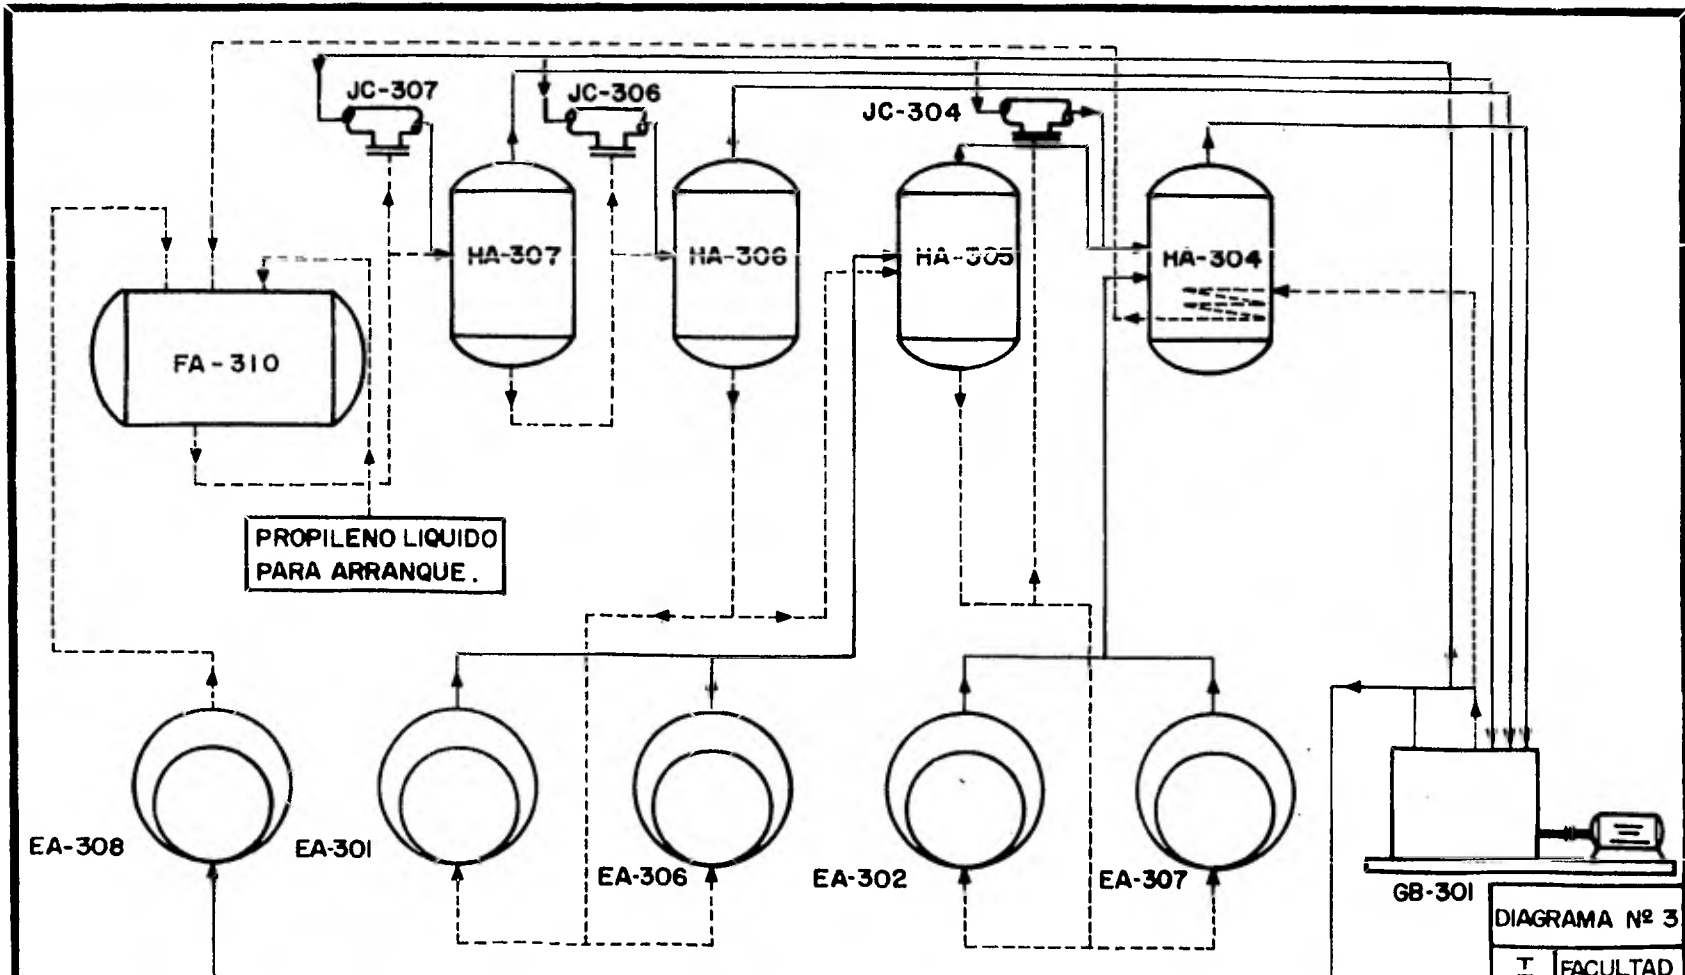 JC-307
JC-306
JC-304
HA-307
HA-306
HA-305
HA-304
FA-310
PROPILENO LIQUIDO
PARA ARRANQUE.
EA-308
EA-301
EA-306
EA-302
EA-307
GB-301
DIAGRAMA Nº 3
FACULTAD